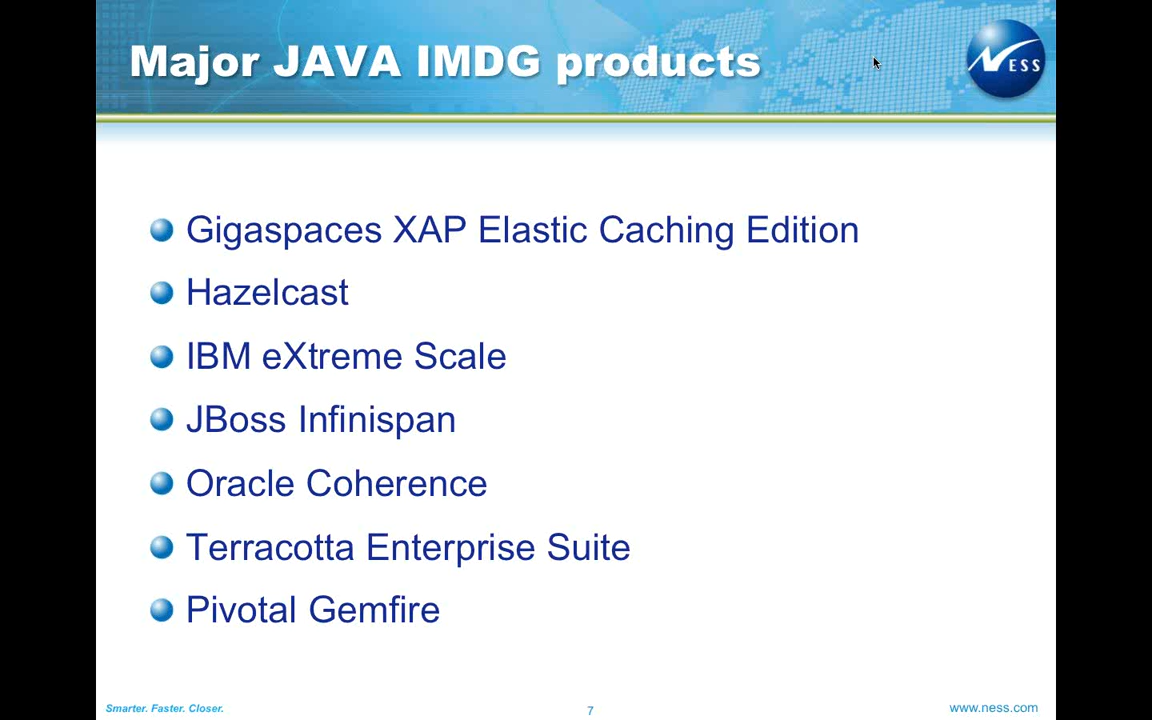 Major JAVA IMDG products
NESS
Gigaspaces XAP Elastic Caching Edition
Hazelcast
IBM eXtreme Scale
JBoss Infinispan
Oracle Coherence
Terracotta Enterprise Suite
Pivotal Gemfire
Smarter. Faster. Closer.
7
www.ness.com